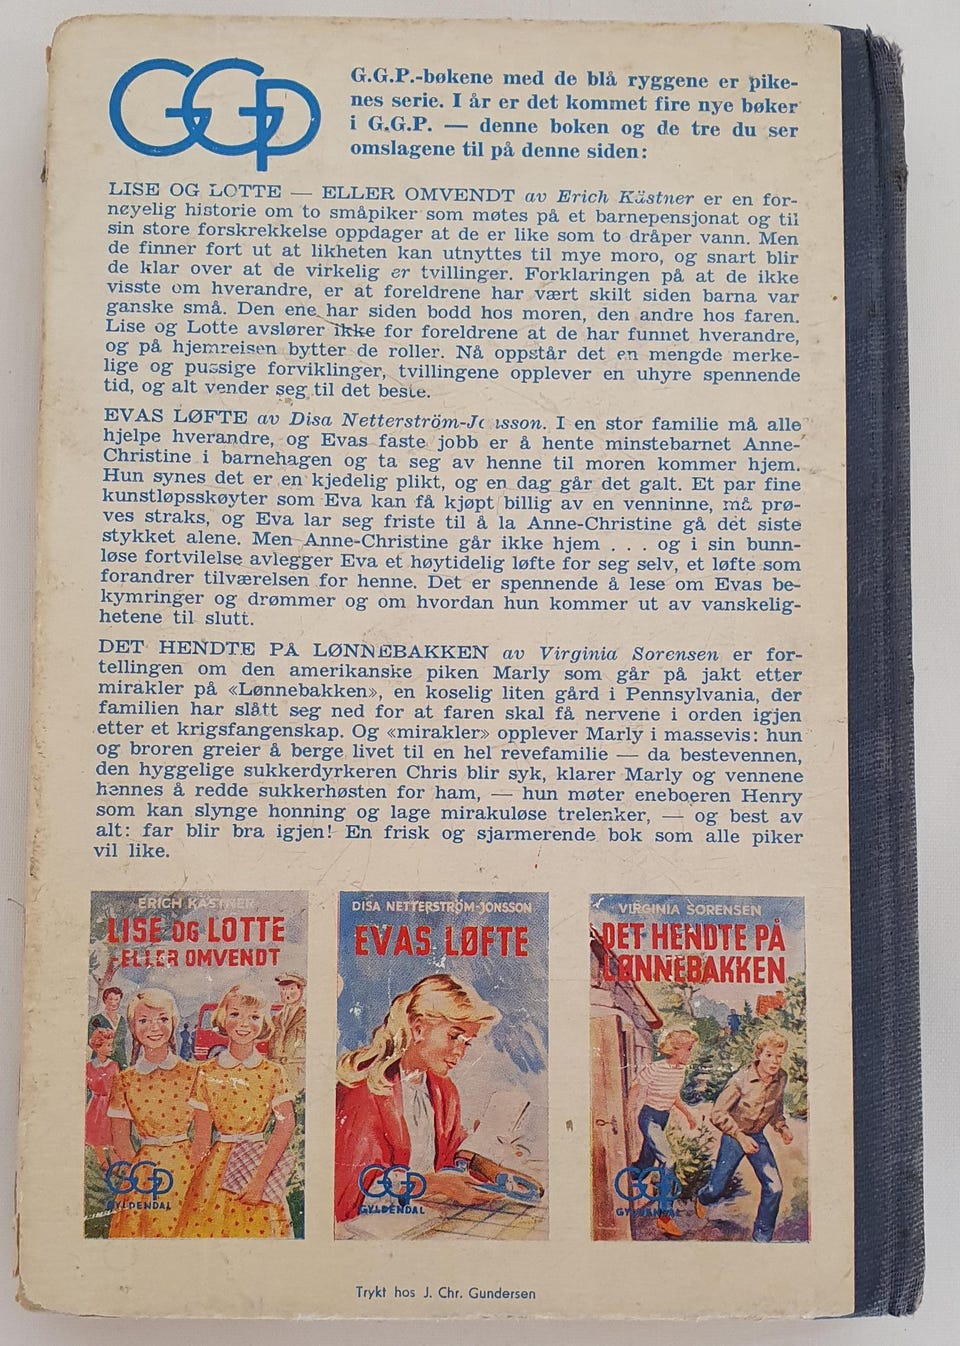 GGP
G.G.P.-bøkene med de blå ryggene er pike-
nes serie. I år er det kommet fire nye bøker
i G.G.P. — denne boken og de tre du ser
omslagene til på denne siden:
LISE OG LOTTE — ELLER OMVENDT av Erich Kästner er en for-
nøyelig historie om to småpiker som møtes på et barnepensjonat og til
sin store forskrekkelse oppdager at de er like som to dråper vann. Men
de finner fort ut at likheten kan utnyttes til mye moro, og snart blir
de klar over at de virkelig er tvillinger. Forklaringen på at de ikke
visste om hverandre, er at foreldrene har vært skilt siden barna var
ganske små. Den ene har siden bodd hos moren, den andre hos faren.
Lise og Lotte avslører ikke for foreldrene at de har funnet hverandre,
og på hjemreisen bytter de roller. Nå oppstår det en mengde merke-
lige og pussige forviklinger, tvillingene opplever en uhyre spennende
tid, og alt vender seg til det beste.
EVAS LØFTE av Disa Netterström-Jonsson. I en stor familie må alle
hjelpe hverandre, og Evas faste jobb er å hente minstebarnet Anne-
Christine i barnehagen og ta seg av henne til moren kommer hjem.
Hun synes det er en kjedelig plikt, og en dag går det galt. Et par fine
kunstløpsskøyter som Eva kan få kjøpt billig av en venninne, må prø-
ves straks, og Eva lar seg friste til å la Anne-Christine gå det siste
stykket alene. Men Anne-Christine går ikke hjem . . . og i sin bunn-
løse fortvilelse avlegger Eva et høytidelig løfte for seg selv, et løfte som
forandrer tilværelsen for henne. Det er spennende å lese om Evas be-
kymringer og drømmer og om hvordan hun kommer ut av vanskelig-
hetene til slutt.
DET HENDTE PÅ LØNNEBAKKEN av Virginia Sorensen er for-
tellingen om den amerikanske piken Marly som går på jakt etter
mirakler på «Lønnebakken», en koselig liten gård i Pennsylvania, der
familien har slått seg ned for at faren skal få nervene i orden igjen
etter et krigsfangenskap. Og «mirakler» opplever Marly i massevis: hun
og broren greier å berge livet til en hel revefamilie — da bestevennen,
den hyggelige sukkerdyrkeren Chris blir syk, klarer Marly og vennene
hennes å redde sukkerhøsten for ham, — hun møter eneboeren Henry
som kan slynge honning og lage mirakuløse trelenker, — og best av
alt: far blir bra igjen! En frisk og sjarmerende bok som alle piker
vil like.
ERICH KÄSTNER
LISE OG LOTTE
-ELLER OMVENDT
GGP
GYLDENDAL
DISA NETTERSTRÖM-JONSSON
EVAS LØFTE
GGP
GYLDENDAL
VIRGINIA SORENSEN
DET HENDTE PÅ
LØNNEBAKKEN
GGP
GYLDENDAL
Trykt hos J. Chr. Gundersen